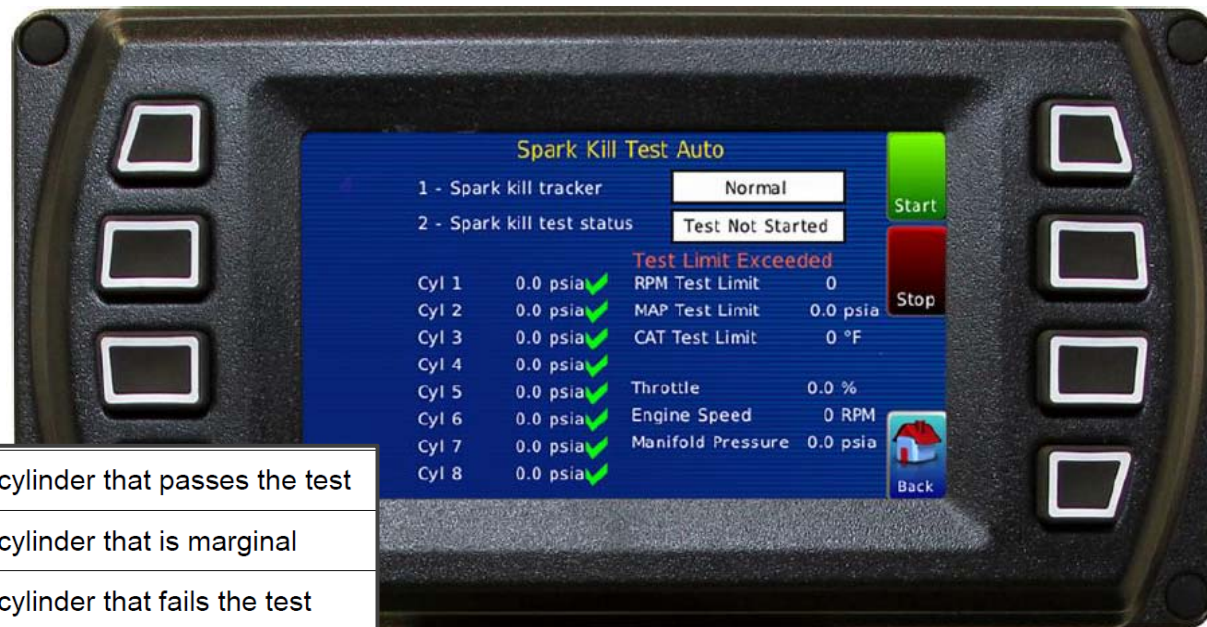 Spark Kill Test Auto
1 - Spark kill tracker Normal
Start
2 - Spark kill test status Test Not Started
Test Limit Exceeded
Cyl 1 0.0 psia RPM Test Limit 0
Stop
Cyl 2 0.0 psia MAP Test Limit 0.0 psia
Cyl 3 0.0 psia CAT Test Limit 0 °F
Cyl 4 0.0 psia
Cyl 5 0.0 psia Throttle 0.0 %
Cyl 6 0.0 psia Engine Speed 0 RPM
Cyl 7 0.0 psia Manifold Pressure 0.0 psia
Cyl 8 0.0 psia
Back
cylinder that passes the test
cylinder that is marginal
cylinder that fails the test